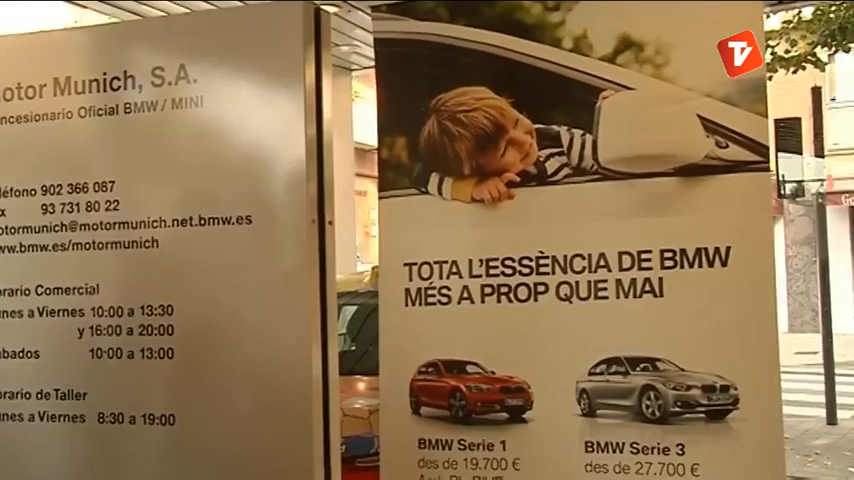 otor Munich, S.A.
ncesionario Oficial BMW / MINI
léfono 902 366 087
x 93 731 80 22
otormunich@motormunich.net.bmw.es
ww.bmw.es/motormunich
orario Comercial
nes a Viernes 10:00 a 13:30
y 16:00 a 20:00
bados 10:00 a 13:00
orario de Taller
nes a Viernes 8:30 a 19:00
TV
TOTA L'ESSÈNCIA DE BMW
MÉS A PROP QUE MAI
BMW Serie 1
des de 19.700 €
BMW Serie 3
des de 27.700 €